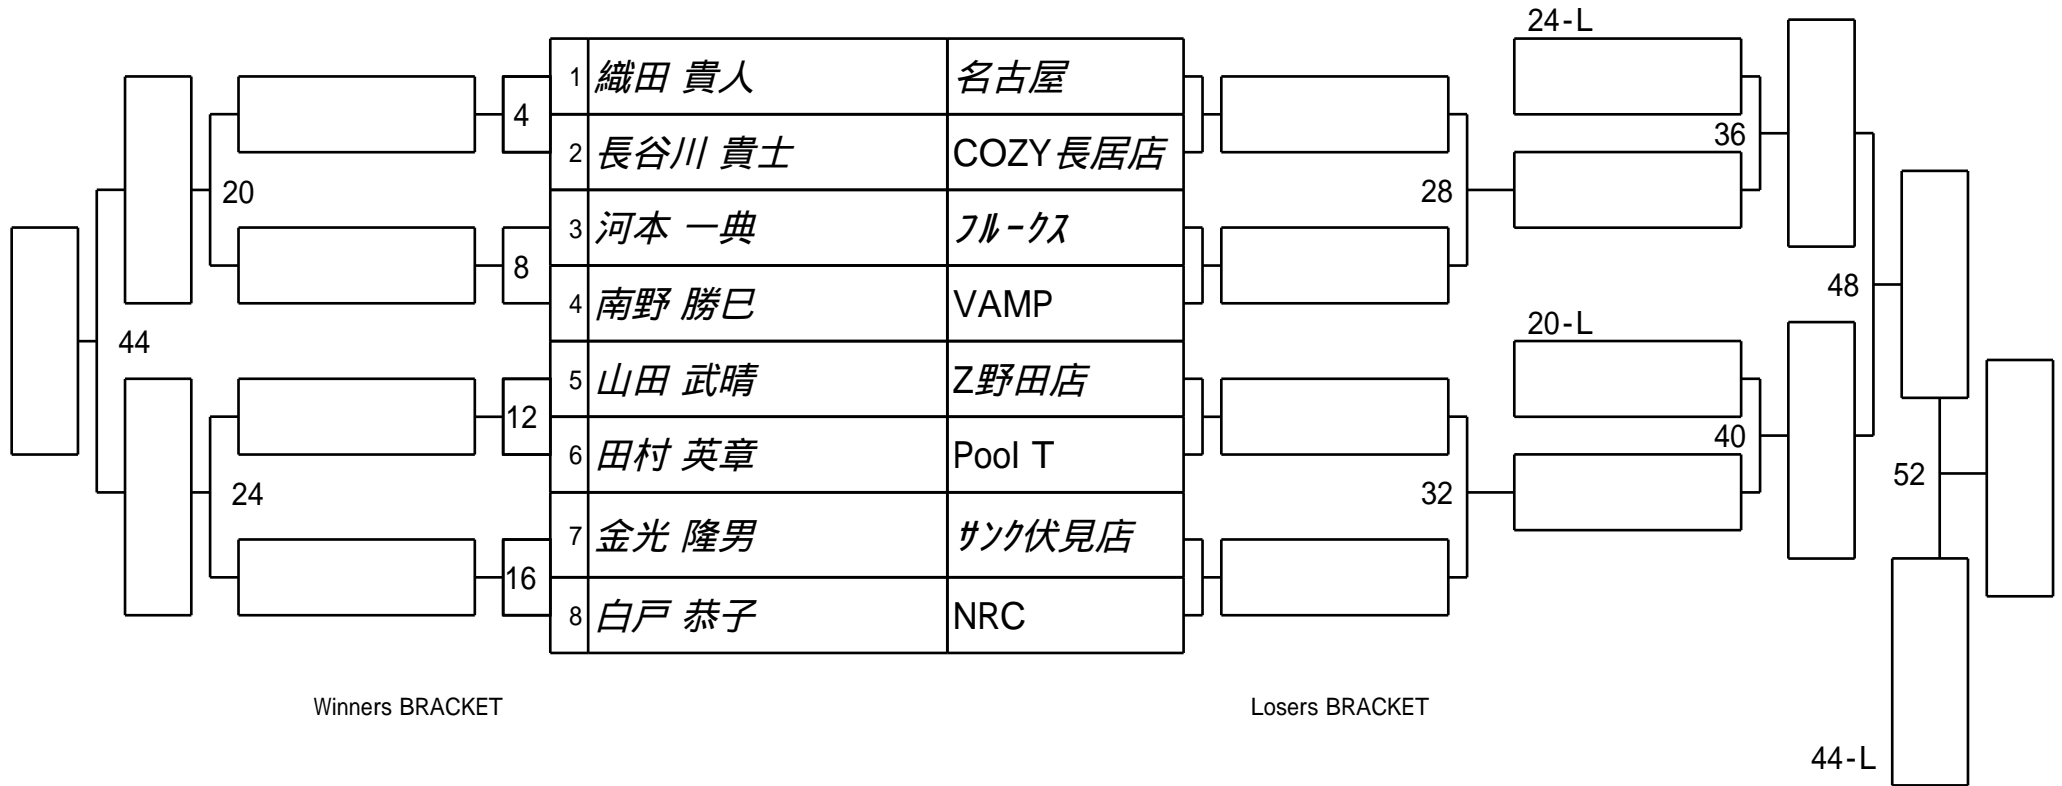 24-L
1 織田 貴人 名古屋
4
2 長谷川 貴士 COZY長居店
36
20
28
3 河本 一典 フルークス
8
4 南野 勝巳 VAMP
48
44
20-L
5 山田 武晴 Z野田店
12
6 田村 英章 Pool T
40
24
32
52
7 金光 隆男 サンク伏見店
16
8 白戸 恭子 NRC
Winners BRACKET
Losers BRACKET
44-L